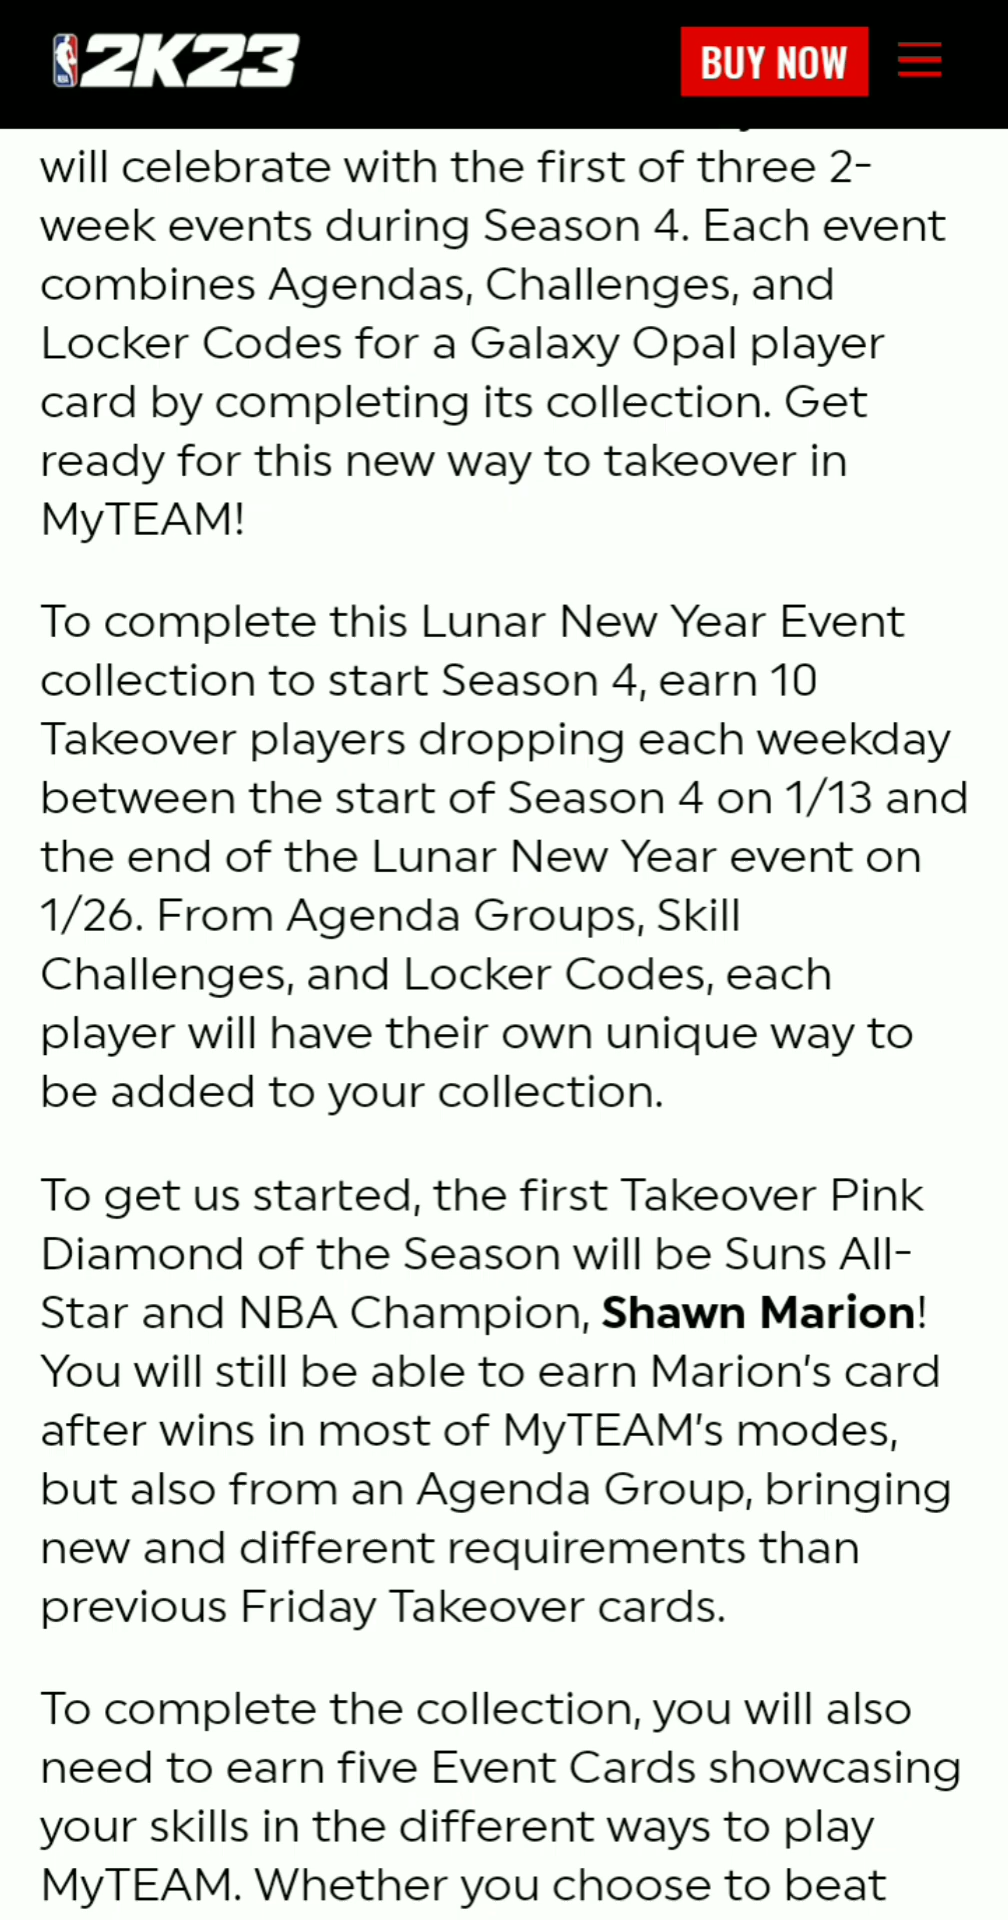 NBA 2K23 BUY NOW
will celebrate with the first of three 2-
week events during Season 4. Each event
combines Agendas, Challenges, and
Locker Codes for a Galaxy Opal player
card by completing its collection. Get
ready for this new way to takeover in
MyTEAM!
To complete this Lunar New Year Event
collection to start Season 4, earn 10
Takeover players dropping each weekday
between the start of Season 4 on 1/13 and
the end of the Lunar New Year event on
1/26. From Agenda Groups, Skill
Challenges, and Locker Codes, each
player will have their own unique way to
be added to your collection.
To get us started, the first Takeover Pink
Diamond of the Season will be Suns All-
Star and NBA Champion, Shawn Marion!
You will still be able to earn Marion's card
after wins in most of MyTEAM's modes,
but also from an Agenda Group, bringing
new and different requirements than
previous Friday Takeover cards.
To complete the collection, you will also
need to earn five Event Cards showcasing
your skills in the different ways to play
MyTEAM. Whether you choose to beat